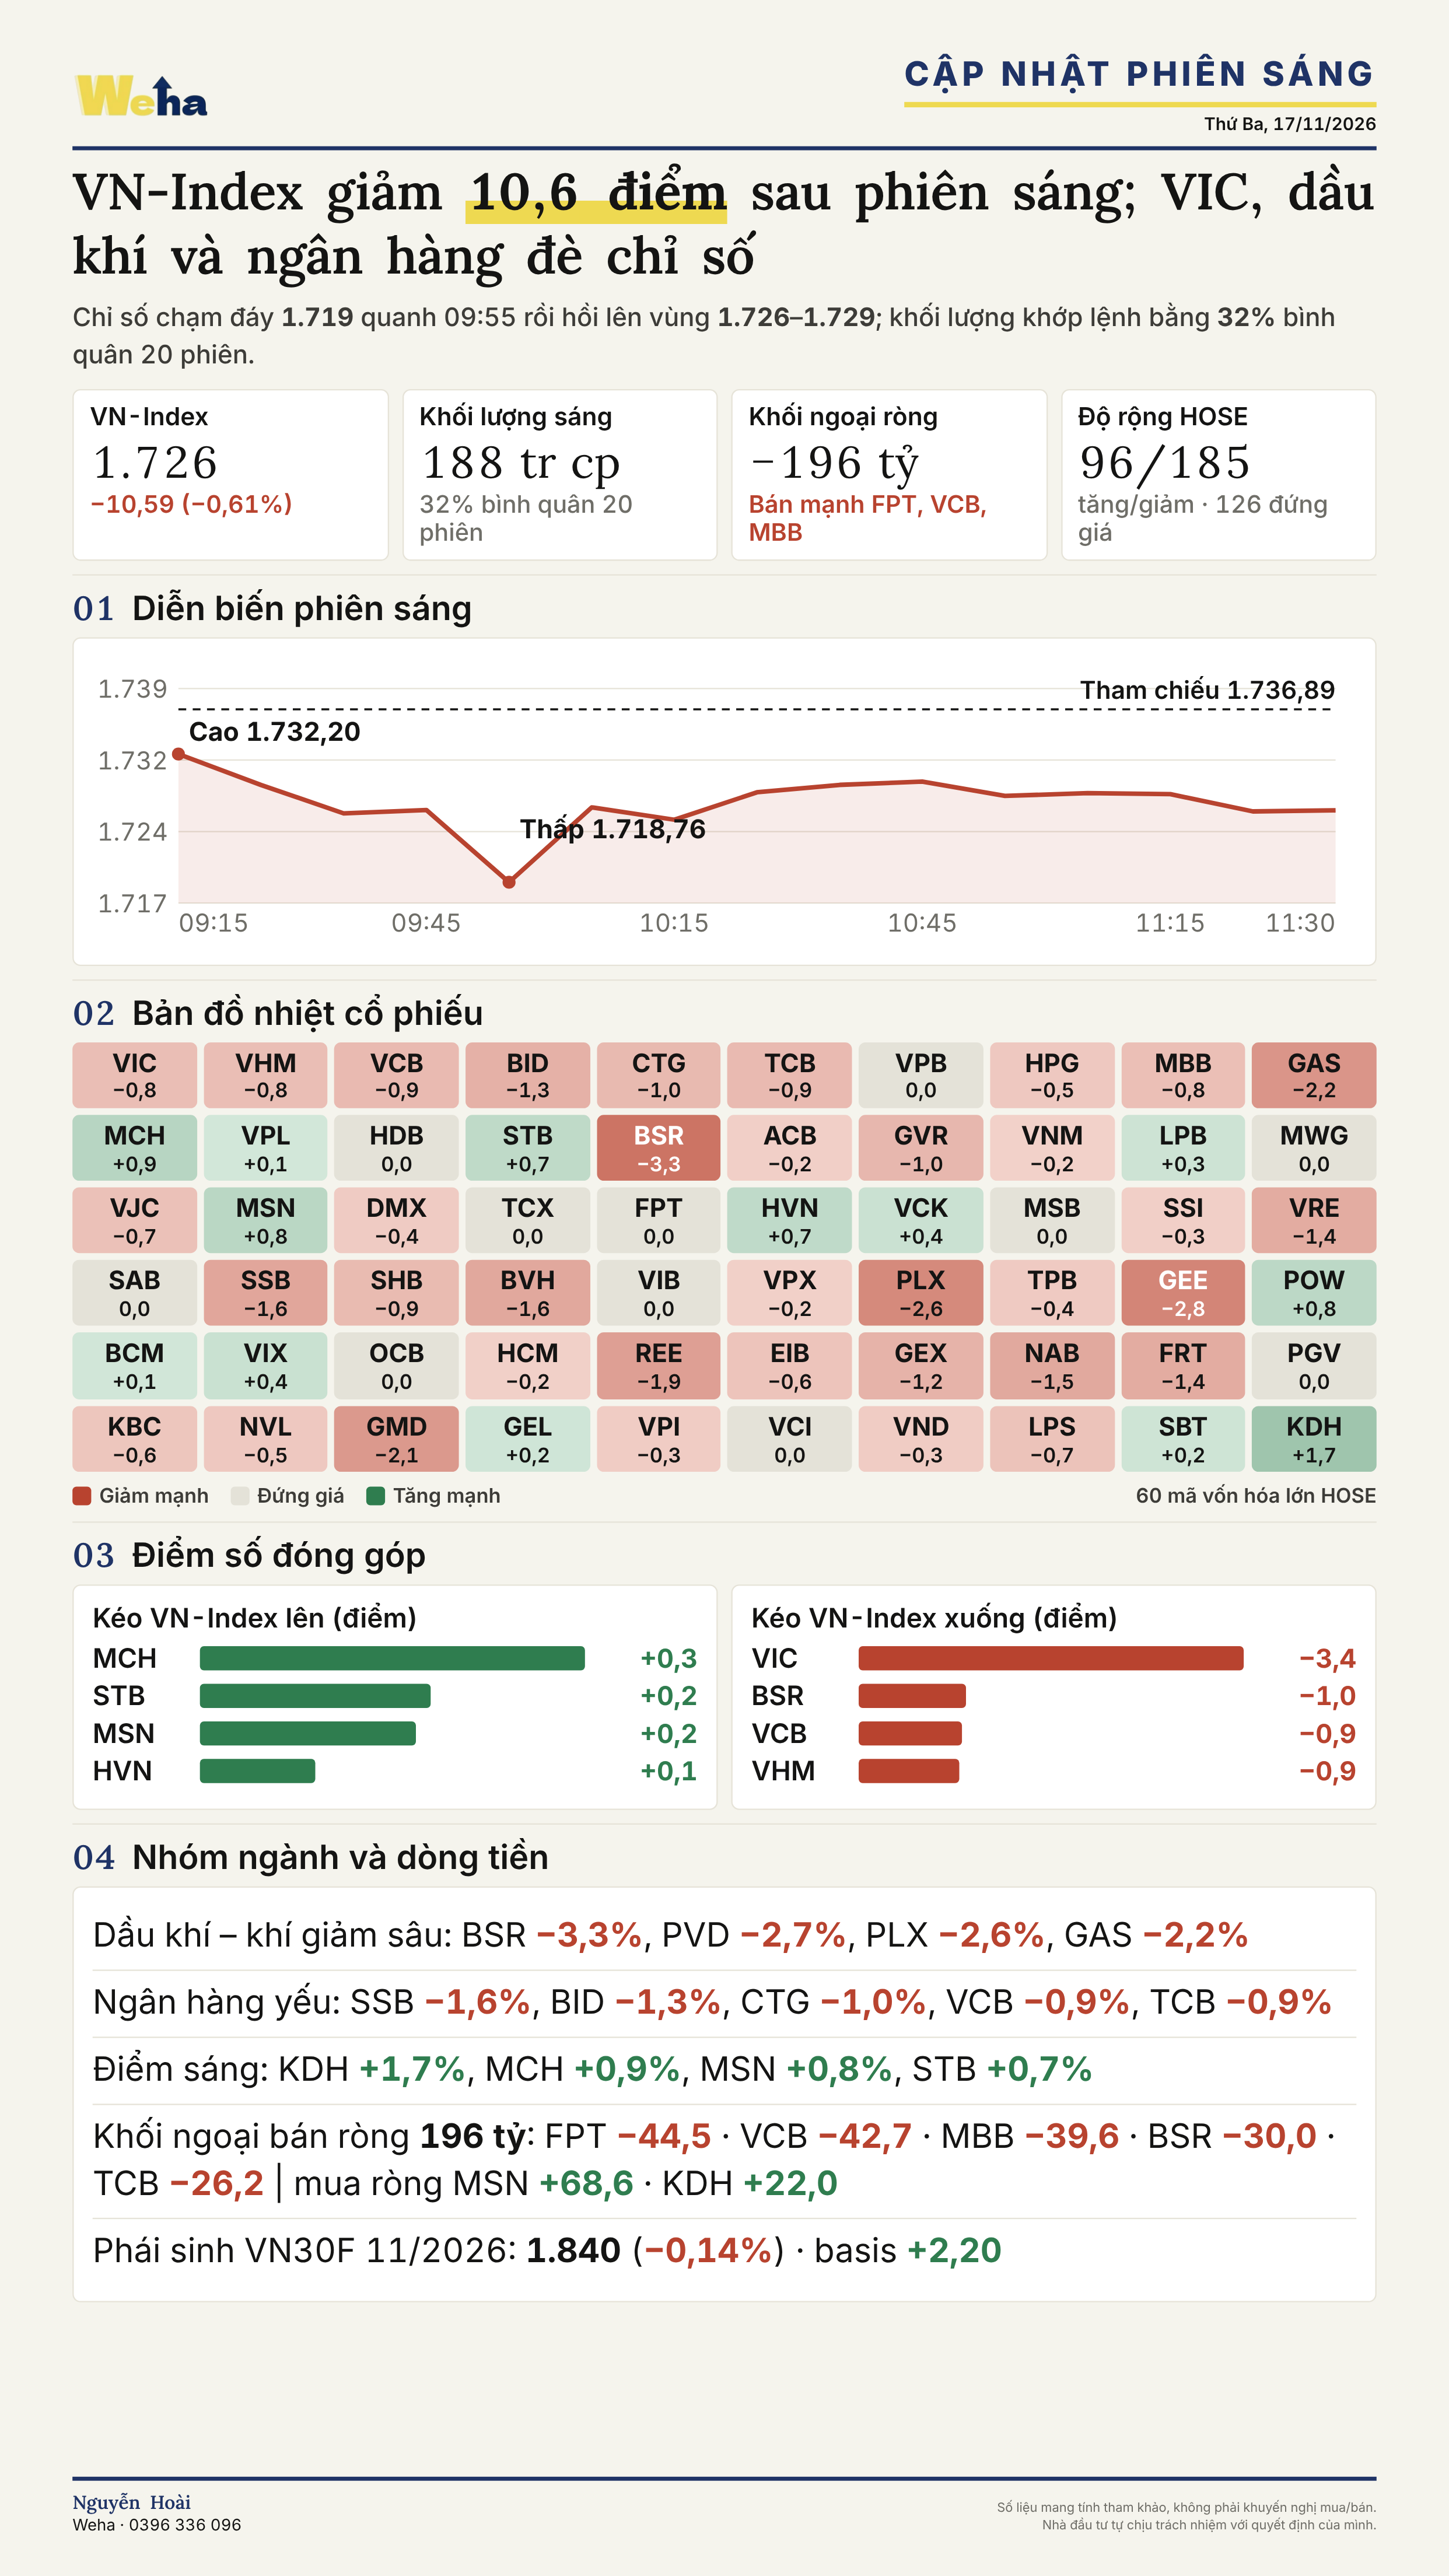 Weha
CẬP NHẬT PHIÊN SÁNG
Thứ Ba, 17/11/2026
VN-Index giảm 10,6 điểm sau phiên sáng; VIC, dầu
khí và ngân hàng đè chỉ số
Chỉ số chạm đáy 1.719 quanh 09:55 rồi hồi lên vùng 1.726–1.729; khối lượng khớp lệnh bằng 32% bình
quân 20 phiên.
VN-Index
1.726
−10,59 (−0,61%)
Khối lượng sáng
188 tr cp
32% bình quân 20
phiên
Khối ngoại ròng
−196 tỷ
Bán mạnh FPT, VCB,
MBB
Độ rộng HOSE
96/185
tăng/giảm · 126 đứng
giá
01 Diễn biến phiên sáng
1.739
Tham chiếu 1.736,89
Cao 1.732,20
1.732
1.724
Thấp 1.718,76
1.717
09:15 09:45 10:15 10:45 11:15 11:30
02 Bản đồ nhiệt cổ phiếu
VIC VHM VCB BID CTG TCB VPB HPG MBB GAS
−0,8 −0,8 −0,9 −1,3 −1,0 −0,9 0,0 −0,5 −0,8 −2,2
MCH VPL HDB STB BSR ACB GVR VNM LPB MWG
+0,9 +0,1 0,0 +0,7 −3,3 −0,2 −1,0 −0,2 +0,3 0,0
VJC MSN DMX TCX FPT HVN VCK MSB SSI VRE
−0,7 +0,8 −0,4 0,0 0,0 +0,7 +0,4 0,0 −0,3 −1,4
SAB SSB SHB BVH VIB VPX PLX TPB GEE POW
0,0 −1,6 −0,9 −1,6 0,0 −0,2 −2,6 −0,4 −2,8 +0,8
BCM VIX OCB HCM REE EIB GEX NAB FRT PGV
+0,1 +0,4 0,0 −0,2 −1,9 −0,6 −1,2 −1,5 −1,4 0,0
KBC NVL GMD GEL VPI VCI VND LPS SBT KDH
−0,6 −0,5 −2,1 +0,2 −0,3 0,0 −0,3 −0,7 +0,2 +1,7
Giảm mạnh Đứng giá Tăng mạnh
60 mã vốn hóa lớn HOSE
03 Điểm số đóng góp
Kéo VN-Index lên (điểm)
MCH +0,3
STB +0,2
MSN +0,2
HVN +0,1
Kéo VN-Index xuống (điểm)
VIC −3,4
BSR −1,0
VCB −0,9
VHM −0,9
04 Nhóm ngành và dòng tiền
Dầu khí – khí giảm sâu: BSR −3,3%, PVD −2,7%, PLX −2,6%, GAS −2,2%
Ngân hàng yếu: SSB −1,6%, BID −1,3%, CTG −1,0%, VCB −0,9%, TCB −0,9%
Điểm sáng: KDH +1,7%, MCH +0,9%, MSN +0,8%, STB +0,7%
Khối ngoại bán ròng 196 tỷ: FPT −44,5 · VCB −42,7 · MBB −39,6 · BSR −30,0 ·
TCB −26,2 | mua ròng MSN +68,6 · KDH +22,0
Phái sinh VN30F 11/2026: 1.840 (−0,14%) · basis +2,20
Nguyễn Hoài
Weha · 0396 336 096
Số liệu mang tính tham khảo, không phải khuyến nghị mua/bán.
Nhà đầu tư tự chịu trách nhiệm với quyết định của mình.